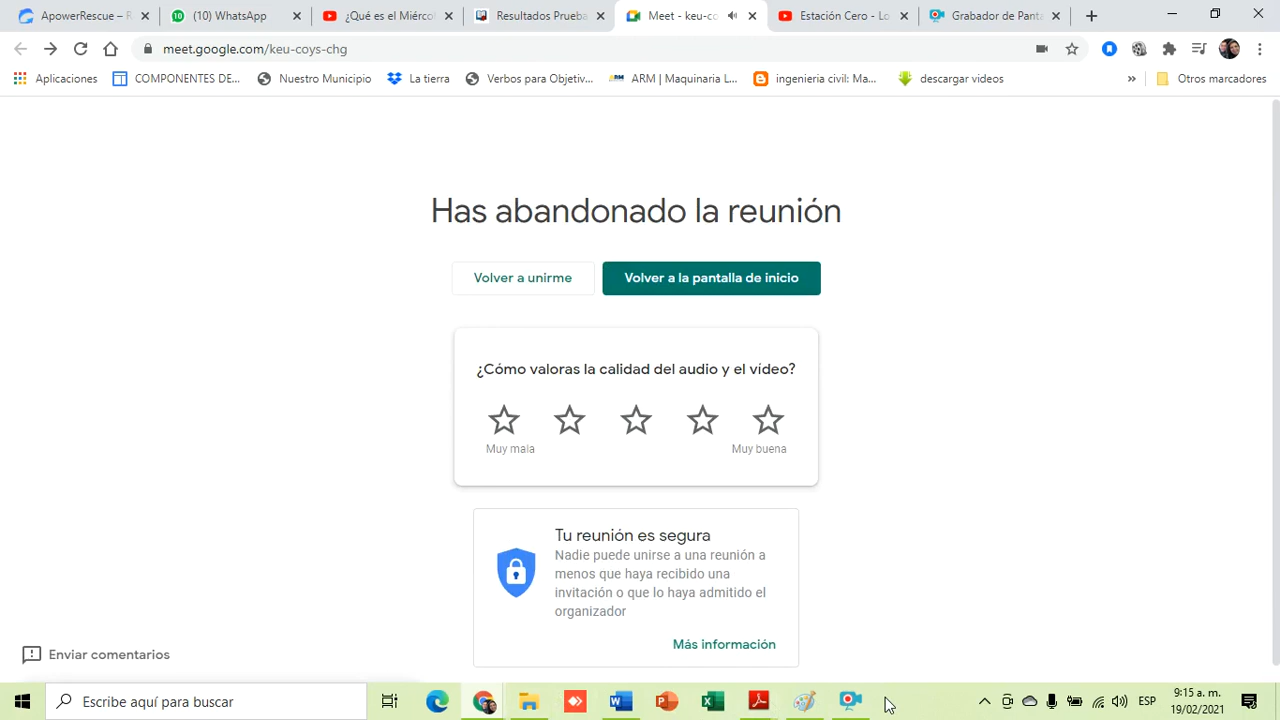 ApowerRescue - R
(10) WhatsApp
¿Qué es el Miérco
Resultados Prueba
Meet - keu-co
Estación Cero - Lo
Grabador de Panta
meet.google.com/keu-coys-chg
Aplicaciones
COMPONENTES DE...
Nuestro Municipio
La tierra
Verbos para Objetiv...
ARM | Maquinaria L...
ingenieria civil: Ma...
descargar videos
»
Otros marcadores
Has abandonado la reunión
Volver a unirme
Volver a la pantalla de inicio
¿Cómo valoras la calidad del audio y el vídeo?
Muy mala
Muy buena
Tu reunión es segura
Nadie puede unirse a una reunión a
menos que haya recibido una
invitación o que lo haya admitido el
organizador
Más información
Enviar comentarios
Escribe aquí para buscar
ESP
9:15 a. m.
19/02/2021